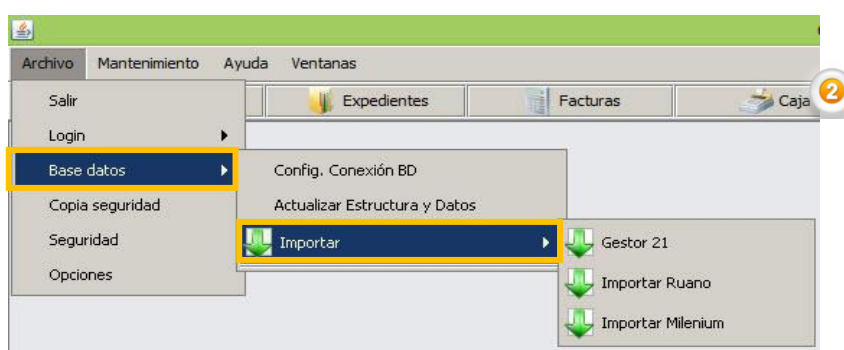 Archivo Mantenimiento Ayuda Ventanas
Expedientes Facturas Caja
2
Salir
Login
Base datos
Copia seguridad
Seguridad
Opciones
Config. Conexión BD
Actualizar Estructura y Datos
Importar
Gestor 21
Importar Ruano
Importar Milenium